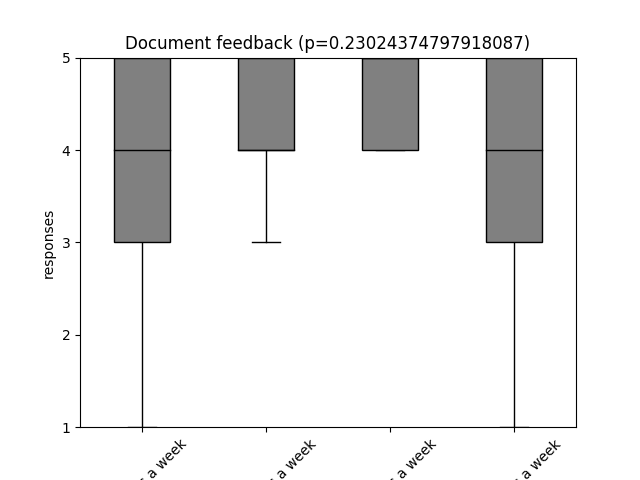 Document feedback (p=0.23024374797918087)
5
4
3
2
1
responses
a week
a week
a week
a week